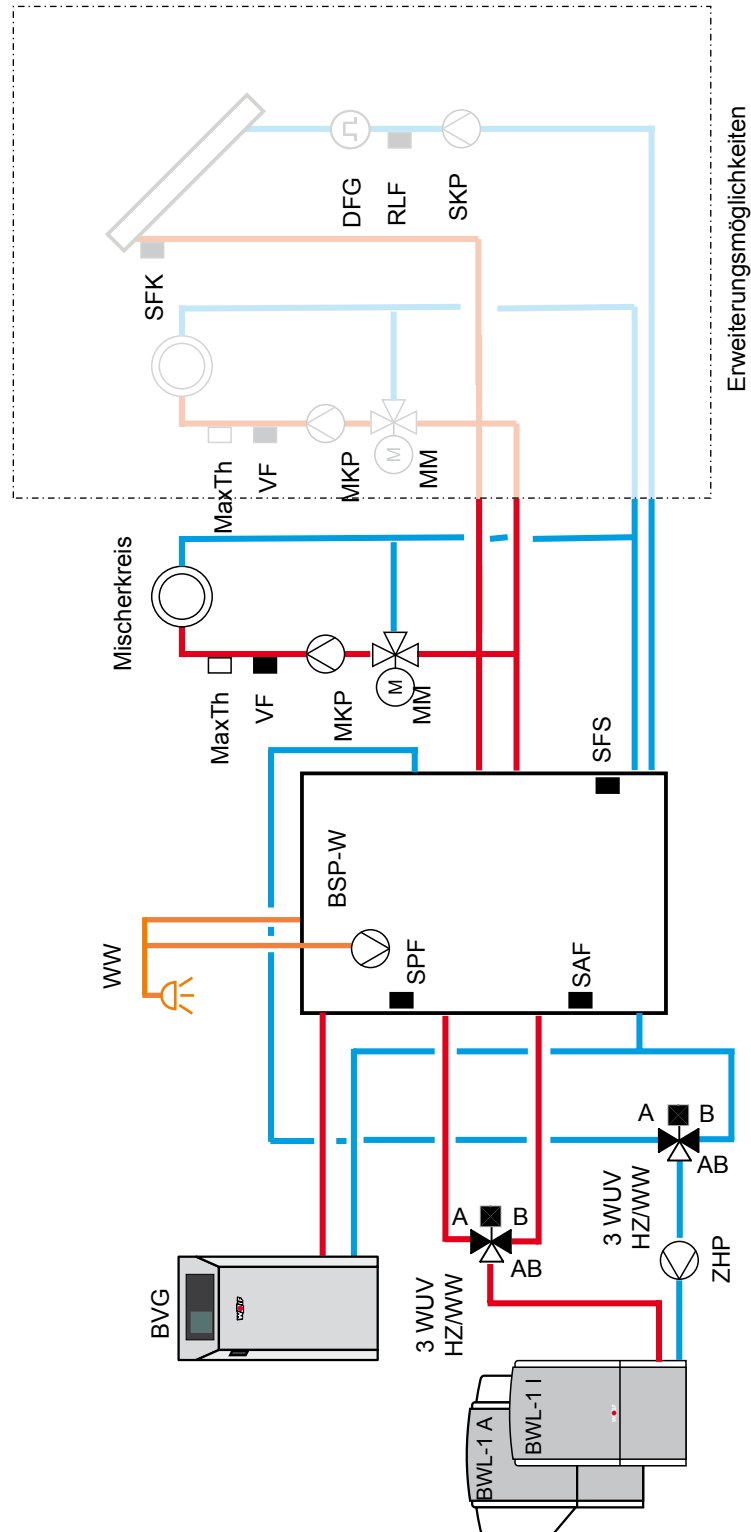 Erweiterungsmöglichkeiten
SFK
DFG
RLF
SKP
MaxTh
VF
MKP
MM
M
Mischerkreis
MaxTh
VF
MKP
MM
M
WW
BSP-W
SPF
SAF
SFS
BVG
WOLF
3 WUV
HZ/WW
A
B
AB
3 WUV
HZ/WW
A
B
AB
ZHP
BWL-1 A
BWL-1 I